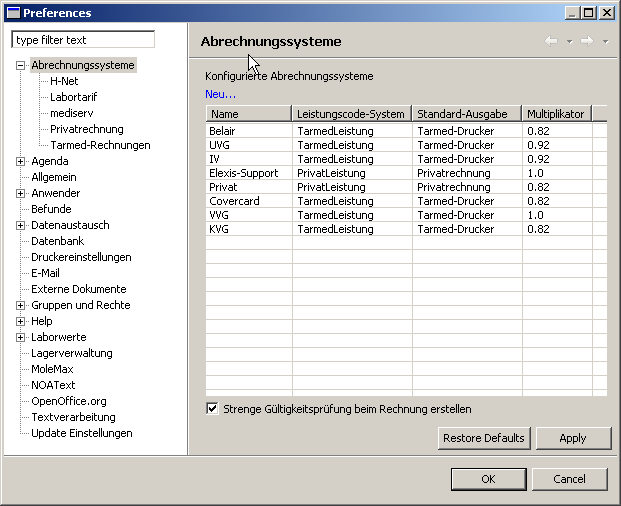 Preferences
type filter text
Abrechnungssysteme
H-Net
Labortarif
mediserv
Privatrechnung
Tarmed-Rechnungen
Agenda
Allgemein
Anwender
Befunde
Datenaustausch
Datenbank
Druckereinstellungen
E-Mail
Externe Dokumente
Gruppen und Rechte
Help
Laborwerte
Lagerverwaltung
MoleMax
NOAText
OpenOffice.org
Textverarbeitung
Update Einstellungen
Abrechnungssysteme
Konfigurierte Abrechnungssysteme
Neu...
Name Leistungscode-System Standard-Ausgabe Multiplikator
Belair TarmedLeistung Tarmed-Drucker 0.82
UVG TarmedLeistung Tarmed-Drucker 0.92
IV TarmedLeistung Tarmed-Drucker 0.92
Elexis-Support PrivatLeistung Privatrechnung 1.0
Privat PrivatLeistung Privatrechnung 0.82
Covercard TarmedLeistung Tarmed-Drucker 0.82
VVG TarmedLeistung Tarmed-Drucker 1.0
KVG TarmedLeistung Tarmed-Drucker 0.82
Strenge Gültigkeitsprüfung beim Rechnung erstellen
Restore Defaults Apply
OK Cancel